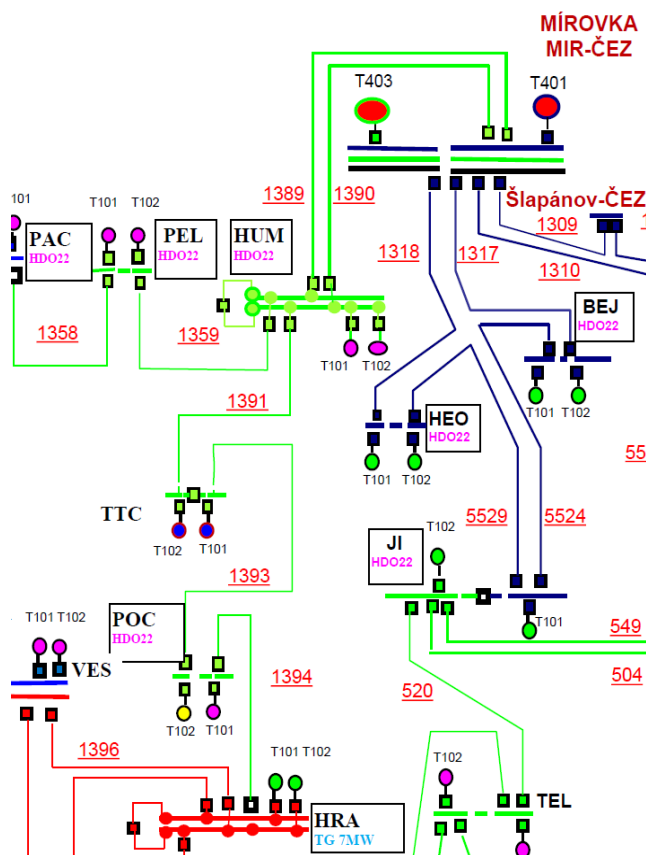 MÍROVKA
MIR-ČEZ
T403
T401
1389
1390
Šlapánov-ČEZ
101
T101
T102
1309
PAC
HDO22
PEL
HDO22
HUM
HDO22
1318
1317
1310
BEJ
HDO22
1358
1359
T101
T102
1391
T101
T102
HEO
HDO22
T101
T102
55
TTC
T102
T101
5529
5524
T102
JI
HDO22
1393
POC
HDO22
T101
T101 T102
VES
549
504
1394
520
T102
T101
1396
T101 T102
T102
TEL
HRA
TG 7MW